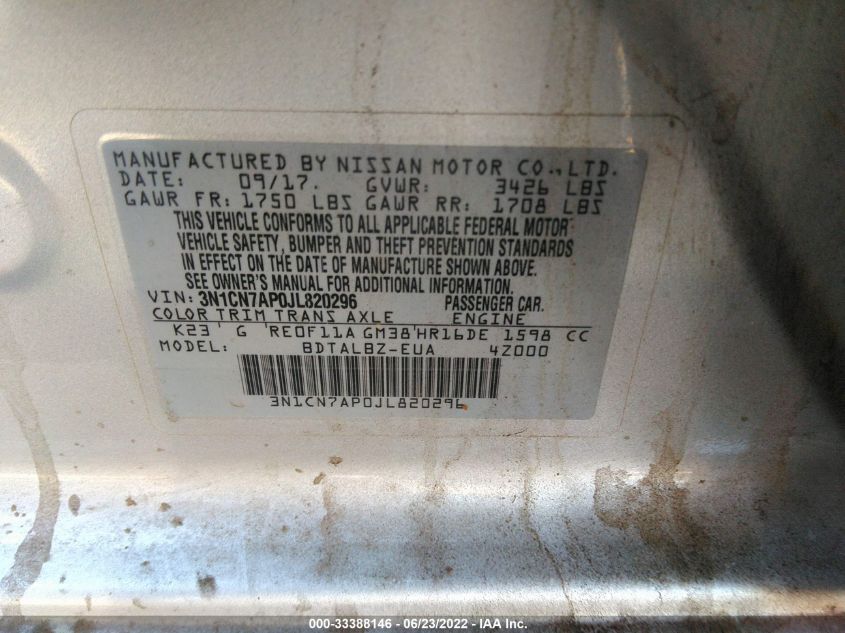 MANUFACTURED BY NISSAN MOTOR CO., LTD.
DATE: 09/17. GVWR: 3426 LBS
GAWR FR: 1750 LBS GAWR RR: 1708 LBS
THIS VEHICLE CONFORMS TO ALL APPLICABLE FEDERAL MOTOR
VEHICLE SAFETY, BUMPER AND THEFT PREVENTION STANDARDS
IN EFFECT ON THE DATE OF MANUFACTURE SHOWN ABOVE.
SEE OWNER'S MANUAL FOR ADDITIONAL INFORMATION.
VIN: 3N1CN7AP0JL820296 PASSENGER CAR.
COLOR TRIM TRANS AXLE ENGINE
K23 G RE0F11A GM38 HR16DE 1598 CC
MODEL: BDTALBZ-EUA 4Z000
3N1CN7AP0JL820296
000-33388146 - 06/23/2022 - IAA Inc.